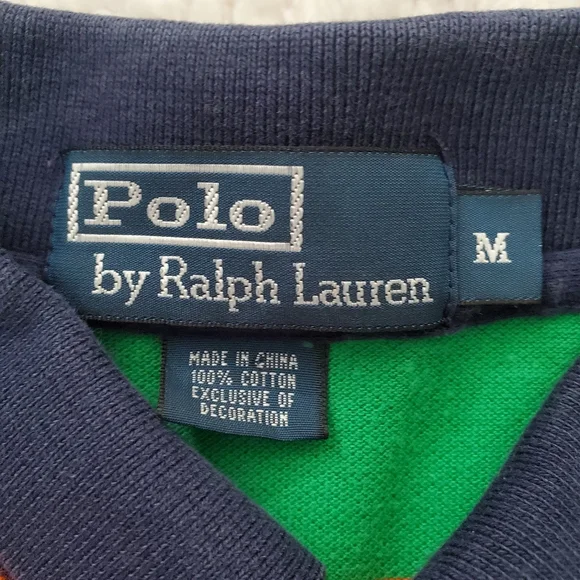 Polo
by Ralph Lauren
M
MADE IN CHINA
100% COTTON
EXCLUSIVE OF
DECORATION